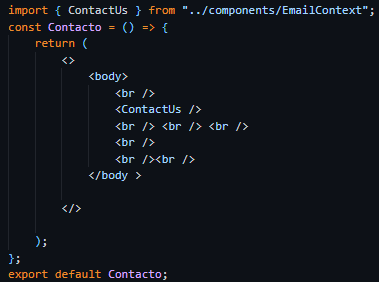 import { ContactUs } from "../components/EmailContext";
const Contacto = () => {
    return (
        <>
            <body>
                <br />
                <ContactUs />
                <br /> <br /> <br />
                <br />
                <br /><br />
            </body >

        </>

    );
};
export default Contacto;